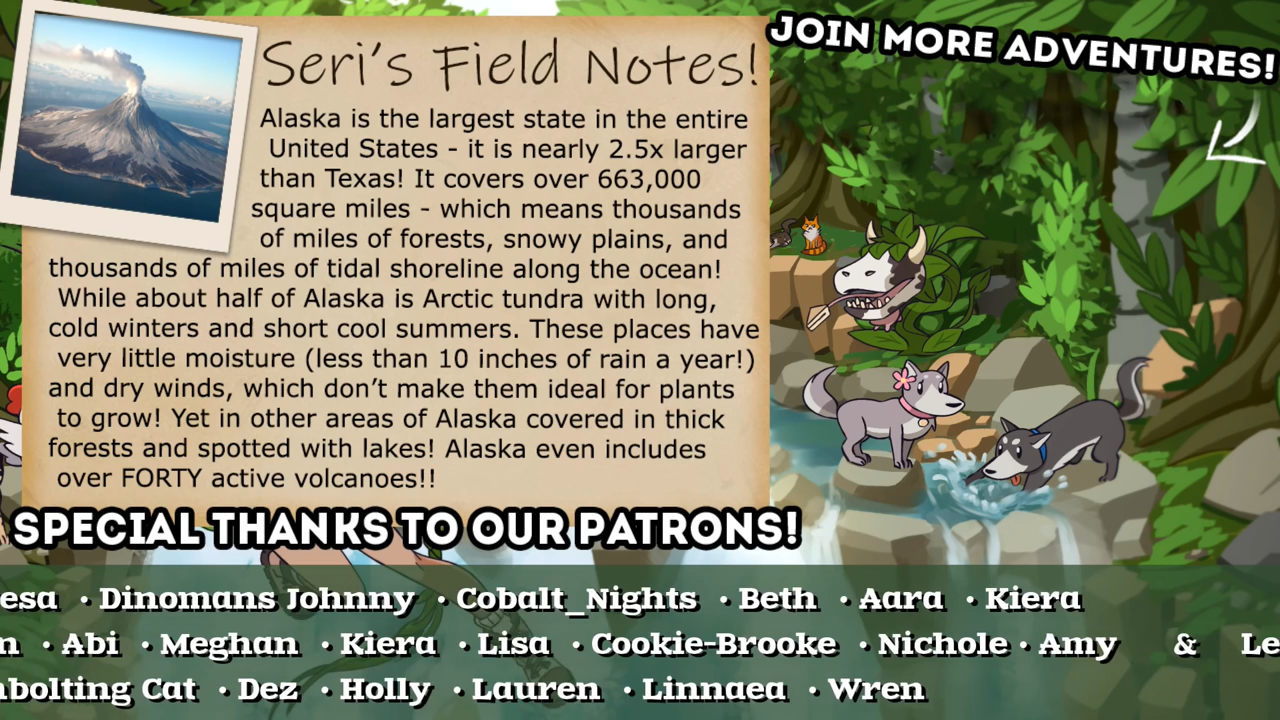 Seri's Field Notes!
JOIN MORE ADVENTURES!
Alaska is the largest state in the entire
United States - it is nearly 2.5x larger
than Texas! It covers over 663,000
square miles - which means thousands
of miles of forests, snowy plains, and
thousands of miles of tidal shoreline along the ocean!
While about half of Alaska is Arctic tundra with long,
cold winters and short cool summers. These places have
very little moisture (less than 10 inches of rain a year!)
and dry winds, which don't make them ideal for plants
to grow! Yet in other areas of Alaska covered in thick
forests and spotted with lakes! Alaska even includes
over FORTY active volcanoes!!
SPECIAL THANKS TO OUR PATRONS!
esa · Dinomans Johnny · Cobalt_Nights · Beth · Aara · Kiera
n · Abi · Meghan · Kiera · Lisa · Cookie-Brooke · Nichole · Amy & Le
bolting Cat · Dez · Holly · Lauren · Linnaea · Wren